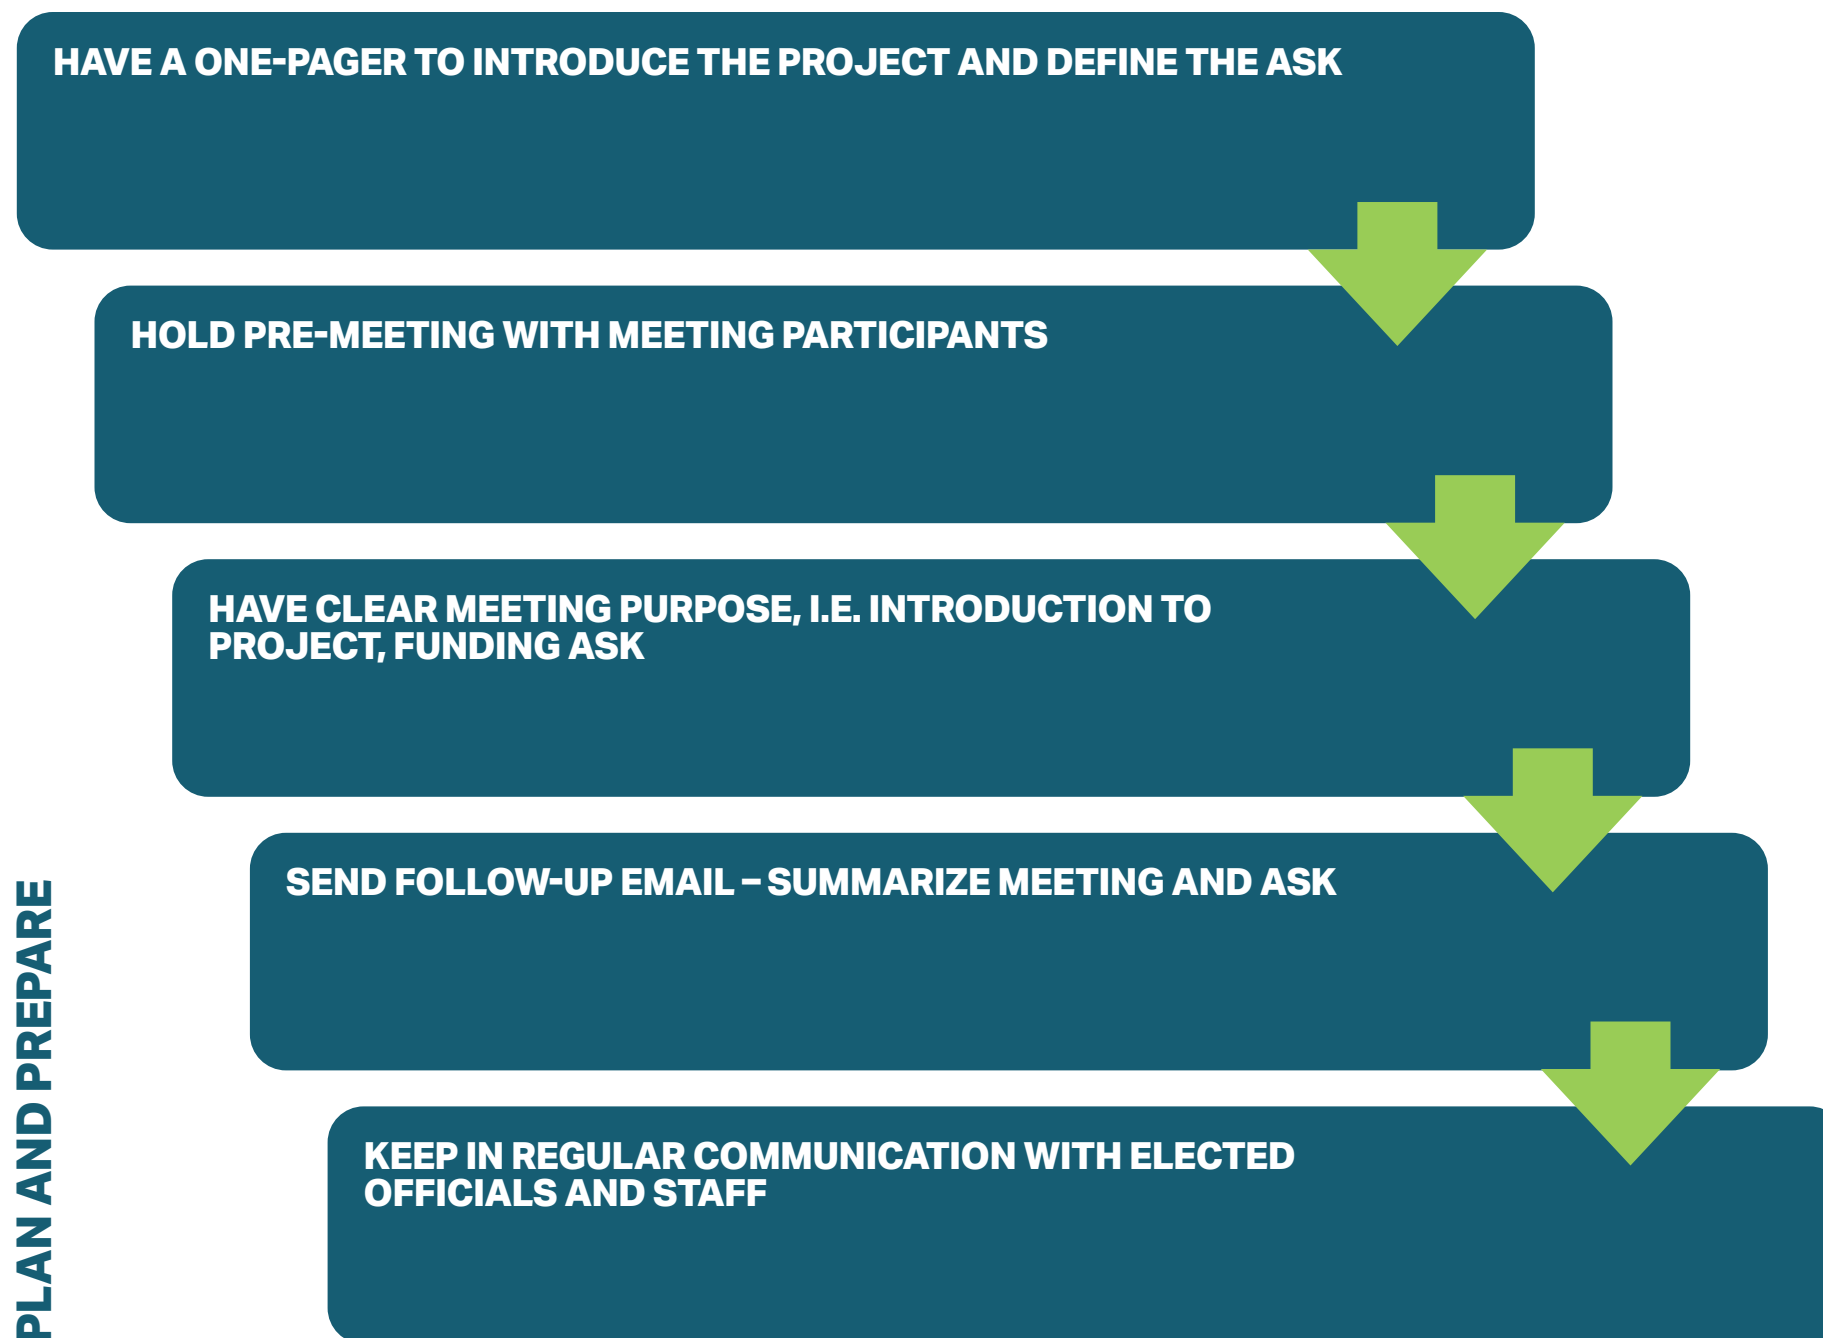 HAVE A ONE-PAGER TO INTRODUCE THE PROJECT AND DEFINE THE ASK
HOLD PRE-MEETING WITH MEETING PARTICIPANTS
HAVE CLEAR MEETING PURPOSE, I.E. INTRODUCTION TO
PROJECT, FUNDING ASK
SEND FOLLOW-UP EMAIL – SUMMARIZE MEETING AND ASK
KEEP IN REGULAR COMMUNICATION WITH ELECTED
OFFICIALS AND STAFF
PLAN AND PREPARE